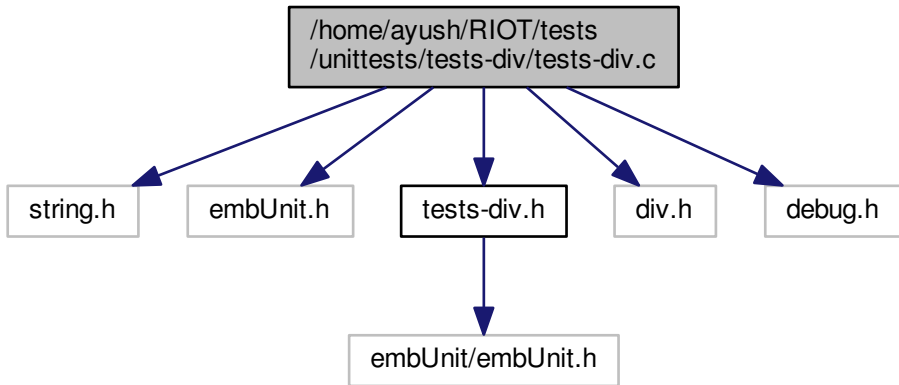 /home/ayush/RIOT/tests
/unittests/tests-div/tests-div.c
string.h
embUnit.h
tests-div.h
div.h
debug.h
embUnit/embUnit.h